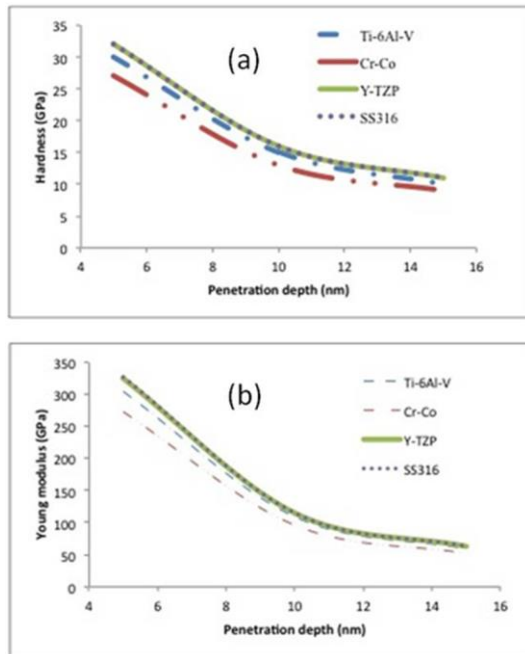 (a)
Ti-6Al-V
Cr-Co
Y-TZP
SS316
Hardness (GPa)
35
30
25
20
15
10
5
0
4 6 8 10 12 14 16
Penetration depth (nm)
(b)
Ti-6Al-V
Cr-Co
Y-TZP
SS316
Young modulus (GPa)
350
300
250
200
150
100
50
0
4 6 8 10 12 14 16
Penetration depth (nm)